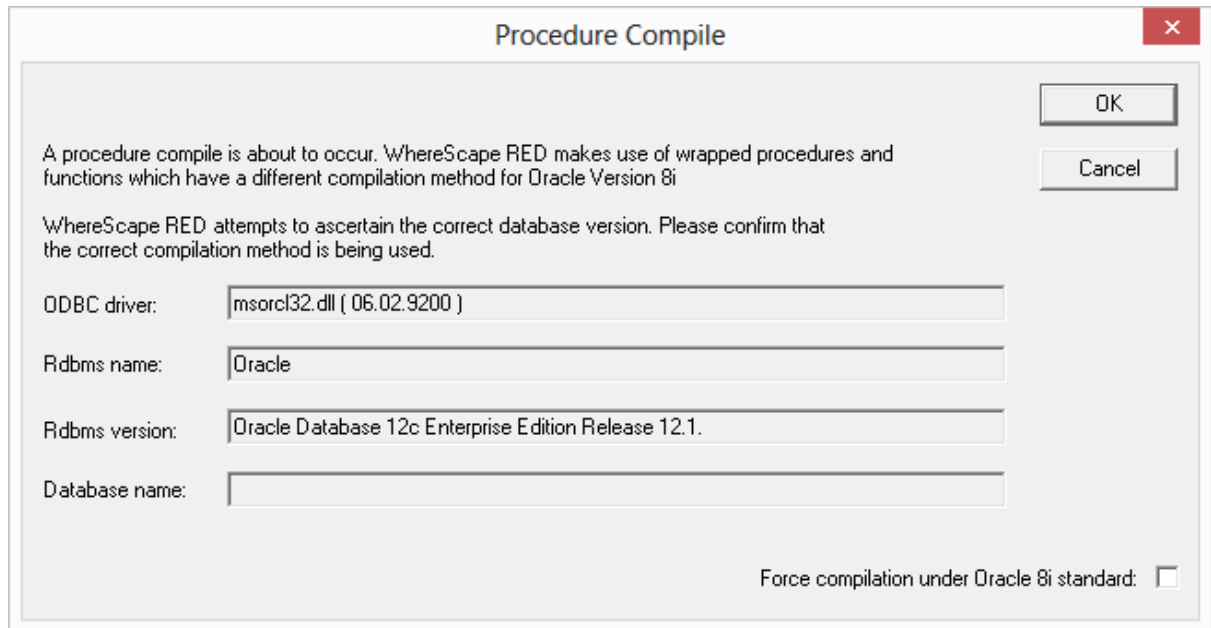 Procedure Compile
OK
A procedure compile is about to occur. WhereScape RED makes use of wrapped procedures and
functions which have a different compilation method for Oracle Version 8i
Cancel
WhereScape RED attempts to ascertain the correct database version. Please confirm that
the correct compilation method is being used.
ODBC driver: msorcl32.dll ( 06.02.9200 )
Rdbms name: Oracle
Rdbms version: Oracle Database 12c Enterprise Edition Release 12.1.
Database name:
Force compilation under Oracle 8i standard: